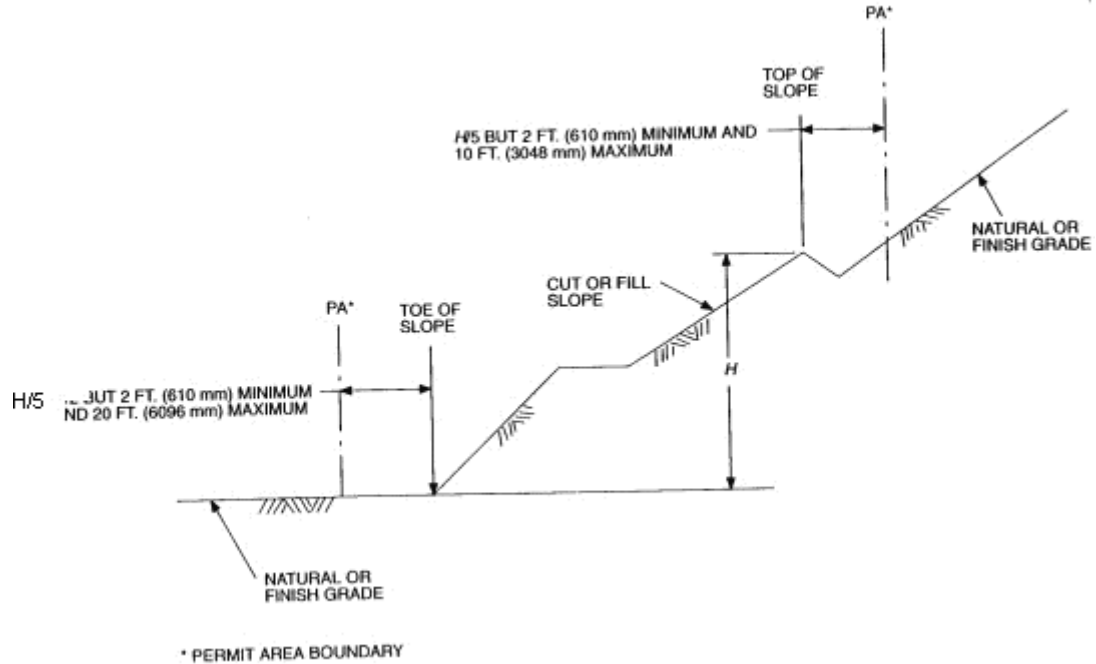 PA*
TOP OF
SLOPE
H/5 BUT 2 FT. (610 mm) MINIMUM AND
10 FT. (3048 mm) MAXIMUM
NATURAL OR
FINISH GRADE
CUT OR FILL
SLOPE
PA*
TOE OF
SLOPE
H
H/5 BUT 2 FT. (610 mm) MINIMUM
ND 20 FT. (6096 mm) MAXIMUM
NATURAL OR
FINISH GRADE
* PERMIT AREA BOUNDARY